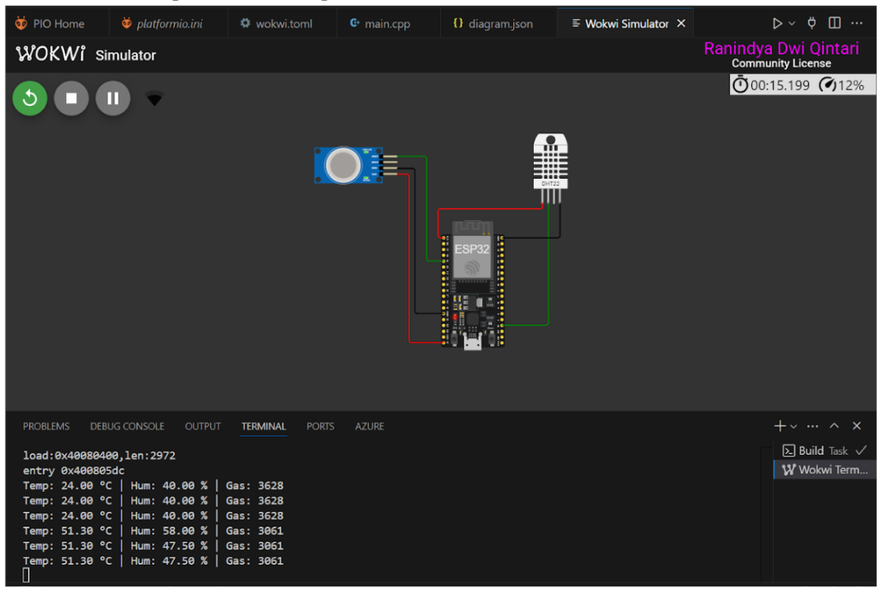 PIO Home
platformio.ini
wokwi.toml
main.cpp
diagram.json
Wokwi Simulator
WOKWI Simulator
Ranindya Dwi Qintari
Community License
00:15.199 12%
DHT22
ESP32
PROBLEMS DEBUG CONSOLE OUTPUT TERMINAL PORTS AZURE
load:0x40080400,len:2972
entry 0x400805dc
Temp: 24.00 °C | Hum: 40.00 % | Gas: 3628
Temp: 24.00 °C | Hum: 40.00 % | Gas: 3628
Temp: 24.00 °C | Hum: 40.00 % | Gas: 3628
Temp: 51.30 °C | Hum: 58.00 % | Gas: 3061
Temp: 51.30 °C | Hum: 47.50 % | Gas: 3061
Temp: 51.30 °C | Hum: 47.50 % | Gas: 3061
Build Task
Wokwi Term...